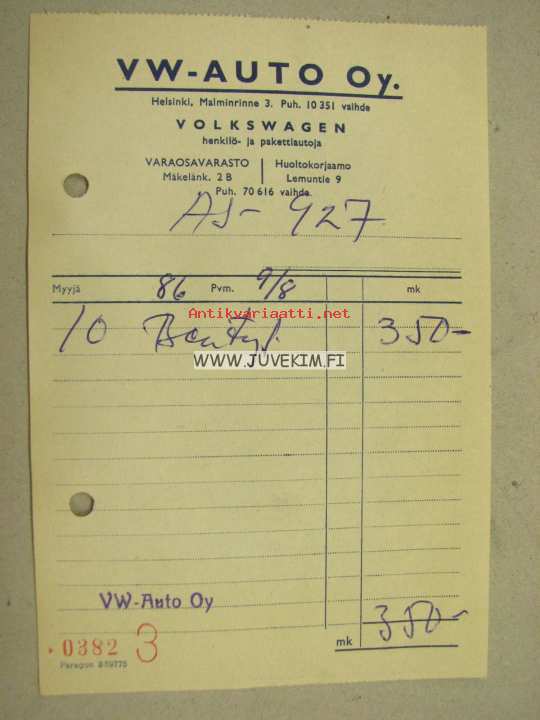 VW-AUTO Oy.
Helsinki, Malminrinne 3. Puh. 10 351 vaihde
VOLKSWAGEN
henkilö- ja pakettiautoja
VARAOSAVARASTO
Mäkelänk. 2 B
Huoltokorjaamo
Lemuntie 9
Puh. 70 616 vaihde
AJ- 927
Myyjä 86 Pvm. 9/8 mk
Antikvariaatti.net
10 350-
WWW.JUVEKIM.FI
VW-Auto Oy
mk 350-
0382 3
Paragon 859775